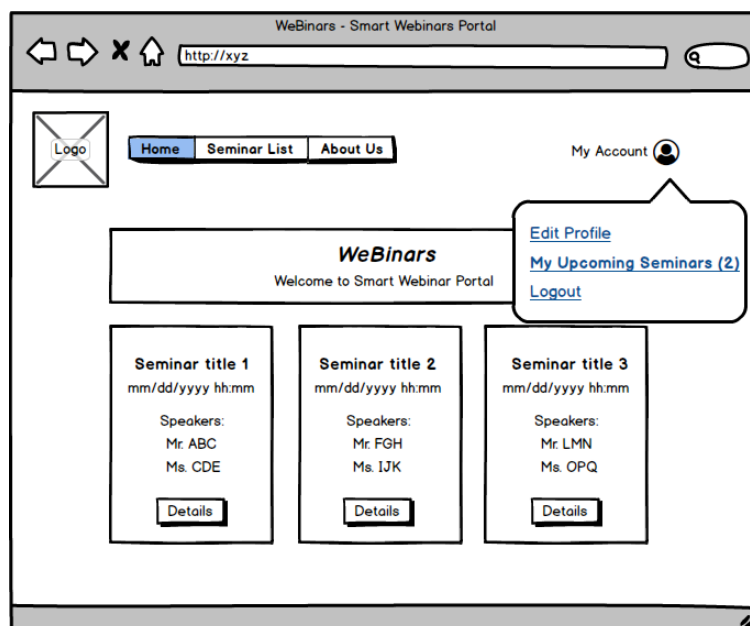 WeBinars - Smart Webinars Portal
http://xyz
Logo
Home Seminar List About Us
My Account
Edit Profile
My Upcoming Seminars (2)
Logout
WeBinars
Welcome to Smart Webinar Portal
Seminar title 1
mm/dd/yyyy hh:mm
Speakers:
Mr. ABC
Ms. CDE
Details
Seminar title 2
mm/dd/yyyy hh:mm
Speakers:
Mr. FGH
Ms. IJK
Details
Seminar title 3
mm/dd/yyyy hh:mm
Speakers:
Mr. LMN
Ms. OPQ
Details